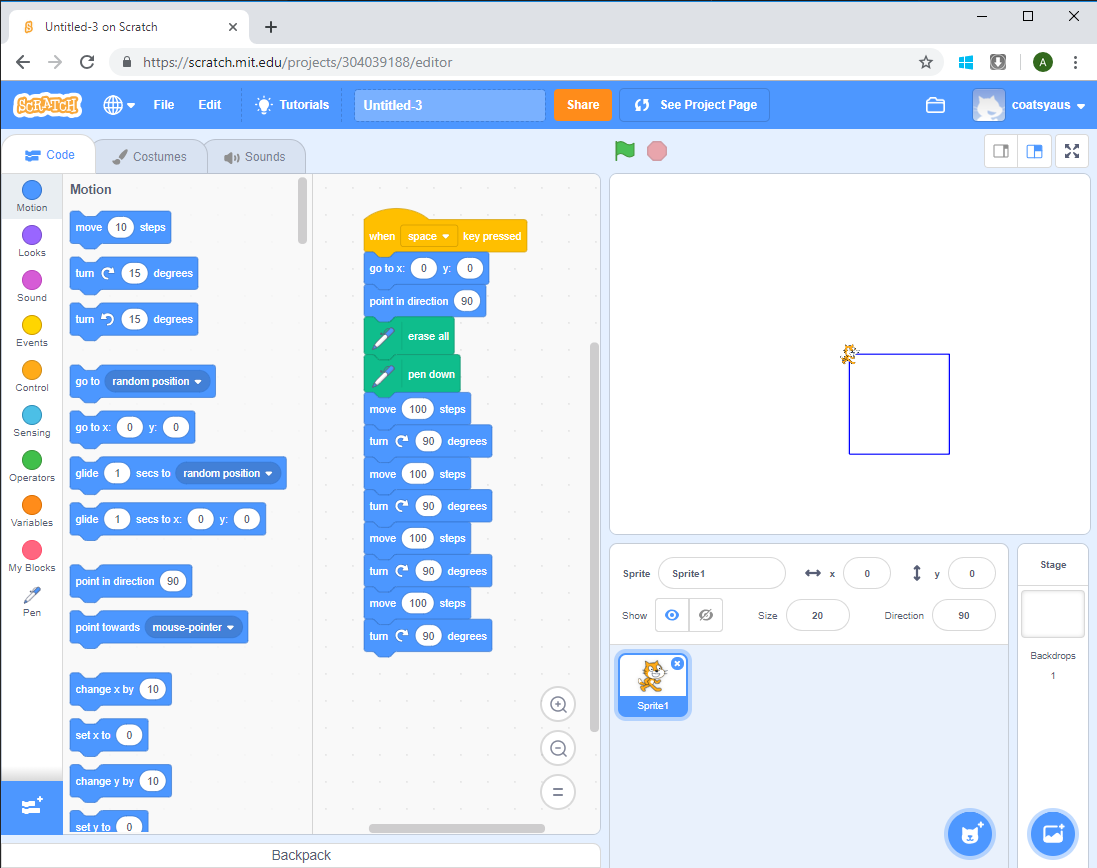 Untitled-3 on Scratch
https://scratch.mit.edu/projects/304039188/editor
A
SCRATCH
File Edit Tutorials Untitled-3 Share See Project Page coatsyaus
Code Costumes Sounds
Motion
Looks
Sound
Events
Control
Sensing
Operators
Variables
My Blocks
Pen
Motion
move 10 steps
turn 15 degrees
turn 15 degrees
go to random position
go to x: 0 y: 0
glide 1 secs to random position
glide 1 secs to x: 0 y: 0
point in direction 90
point towards mouse-pointer
change x by 10
set x to 0
change y by 10
set y to 0
when space key pressed
go to x: 0 y: 0
point in direction 90
erase all
pen down
move 100 steps
turn 90 degrees
move 100 steps
turn 90 degrees
move 100 steps
turn 90 degrees
move 100 steps
turn 90 degrees
Backpack
Sprite Sprite1 x 0 y 0
Show Size 20 Direction 90
Sprite1
Stage
Backdrops
1